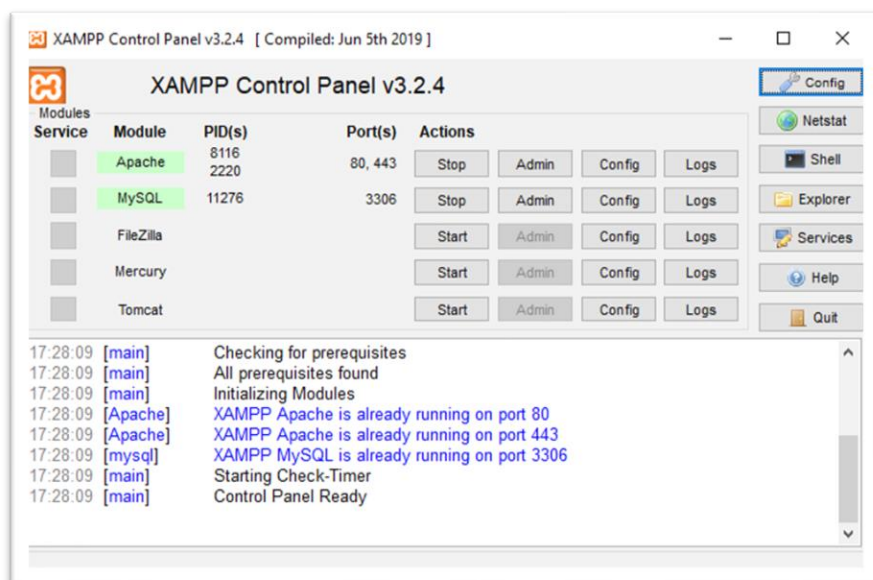 XAMPP Control Panel v3.2.4 [ Compiled: Jun 5th 2019 ]
XAMPP Control Panel v3.2.4
Config
Modules
Service Module PID(s) Port(s) Actions
Netstat
Apache 8116 2220 80, 443 Stop Admin Config Logs
Shell
MySQL 11276 3306 Stop Admin Config Logs
Explorer
FileZilla Start Admin Config Logs
Services
Mercury Start Admin Config Logs
Help
Tomcat Start Admin Config Logs
Quit
17:28:09 [main] Checking for prerequisites
17:28:09 [main] All prerequisites found
17:28:09 [main] Initializing Modules
17:28:09 [Apache] XAMPP Apache is already running on port 80
17:28:09 [Apache] XAMPP Apache is already running on port 443
17:28:09 [mysql] XAMPP MySQL is already running on port 3306
17:28:09 [main] Starting Check-Timer
17:28:09 [main] Control Panel Ready